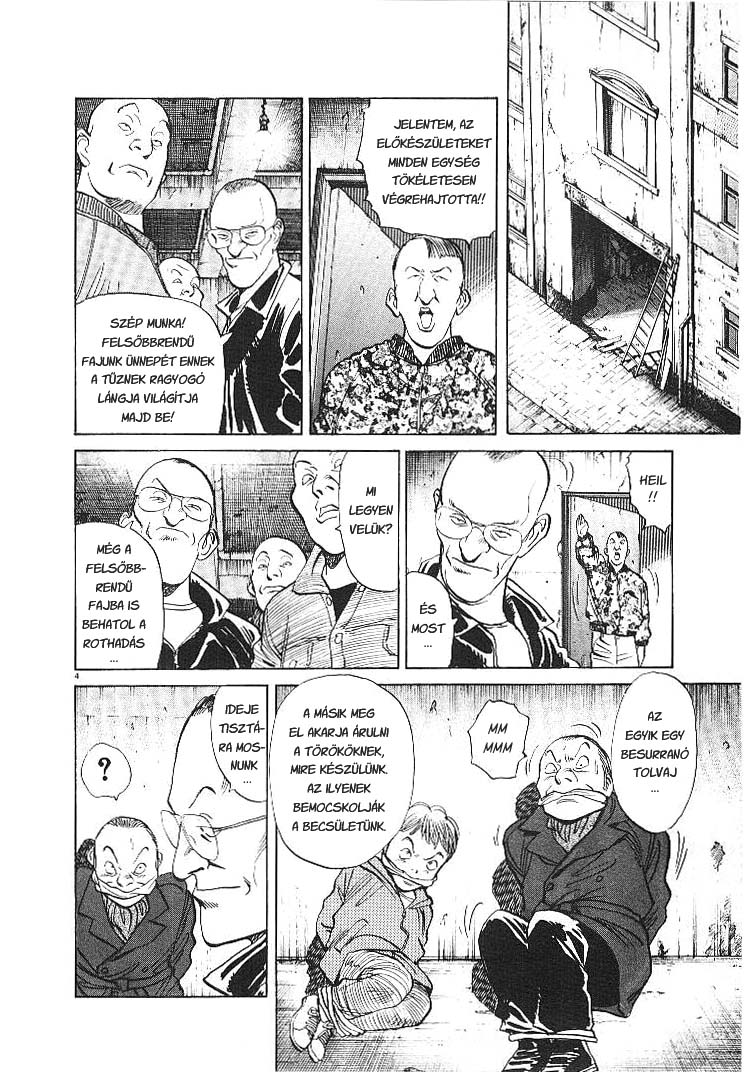 JELENTEM, AZ
ELŐKÉSZÜLETEKET
MINDEN EGYSÉG
TÖKÉLETESEN
VÉGREHAJTOTTA!!
SZÉP MUNKA!
FELSŐBBRENDŰ
FAJUNK ÜNNEPÉT ENNEK
A TŰZNEK RAGYOGÓ
LÁNGJA VILÁGÍTJA
MAJD BE!
HEIL
!!
ÉS
MOST
...
MI
LEGYEN
VELÜK?
MÉG A
FELSŐBB-
RENDŰ
FAJBA IS
BEHATOL A
ROTHADÁS
...
4
AZ
EGYIK EGY
BESURRANÓ
TOLVAJ
...
MM
MMM
A MÁSIK MEG
EL AKARJA ÁRULNI
A TÖRÖKÖKNEK,
MIRE KÉSZÜLÜNK.
AZ ILYENEK
BEMOCSKOLJÁK
A BECSÜLETÜNK.
IDEJE
TISZTÁ-
RA MOS-
NUNK
...
?